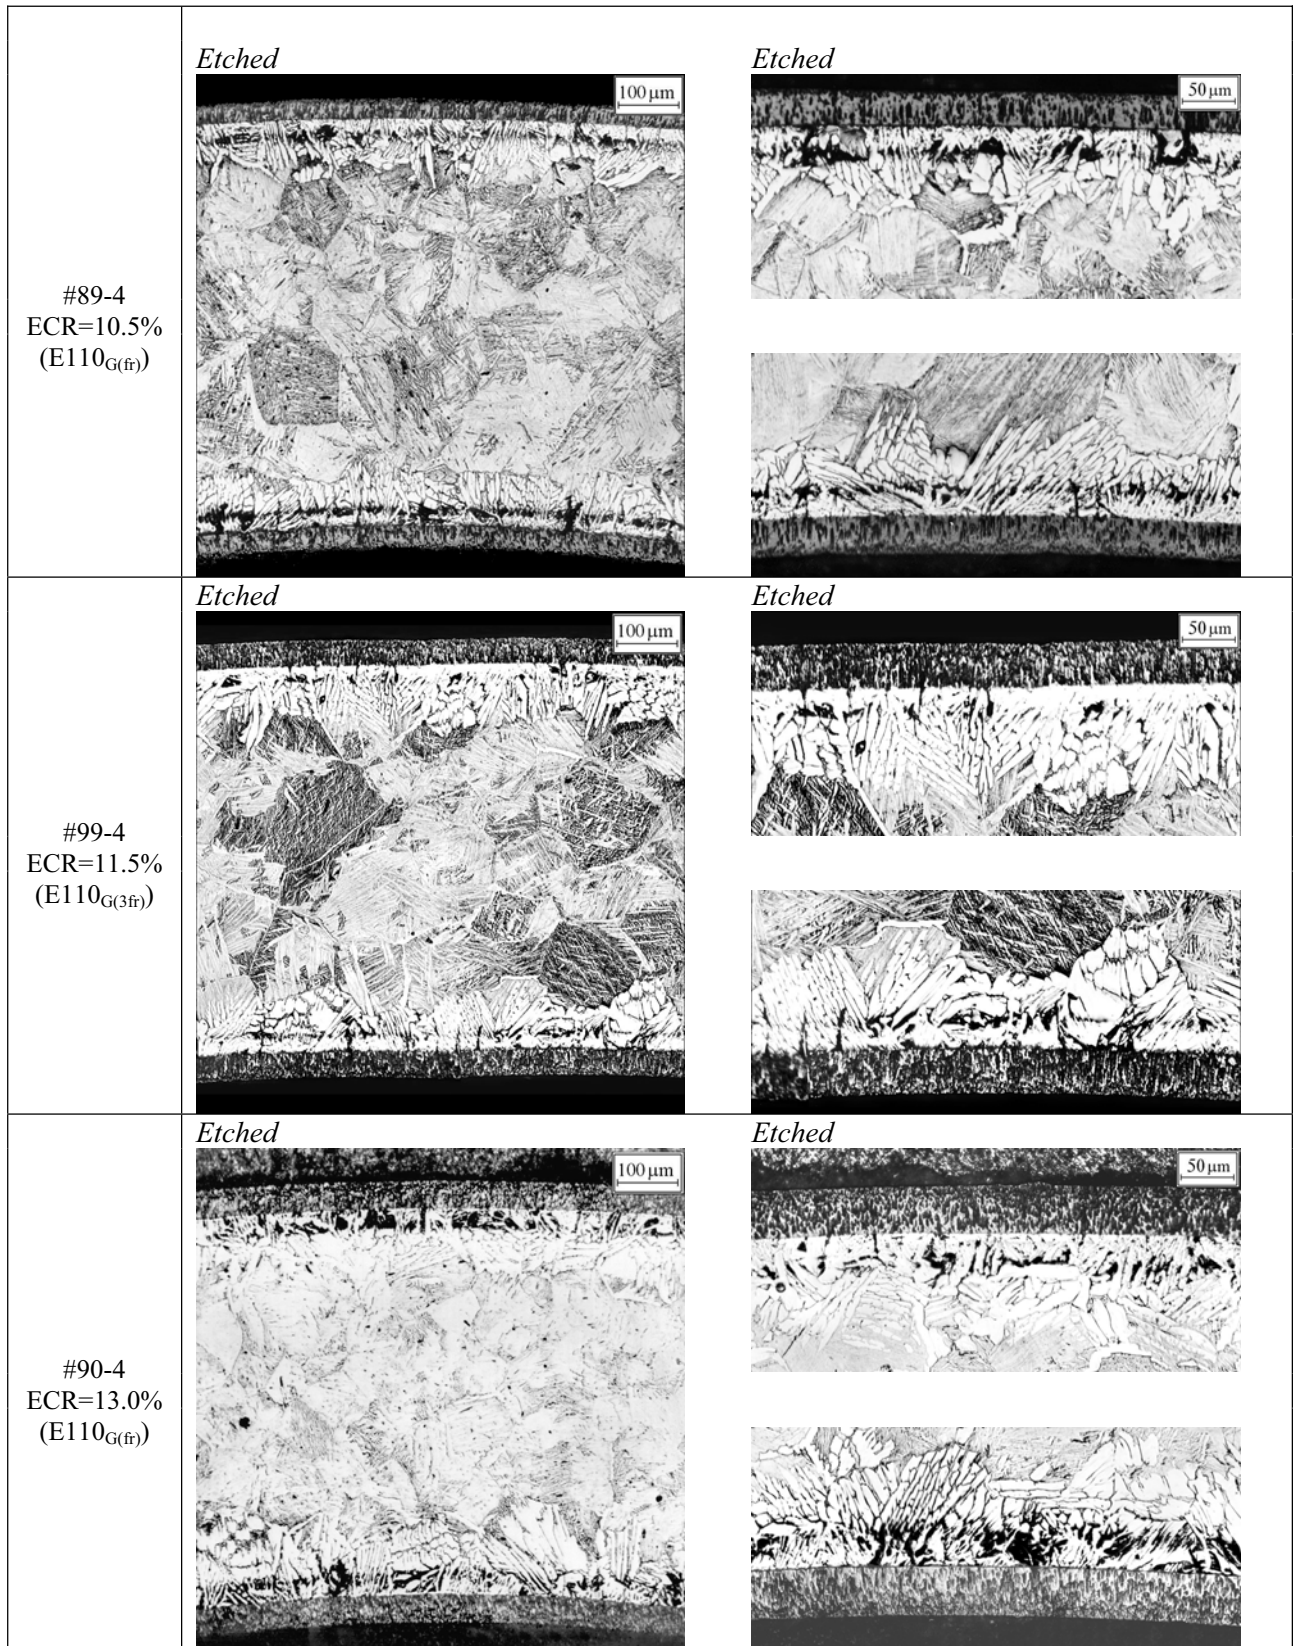 Etched Etched
100 μm 50 μm
#89-4
ECR=10.5%
(E110G(fr))
Etched Etched
100 μm 50 μm
#99-4
ECR=11.5%
(E110G(3fr))
Etched Etched
100 μm 50 μm
#90-4
ECR=13.0%
(E110G(fr))